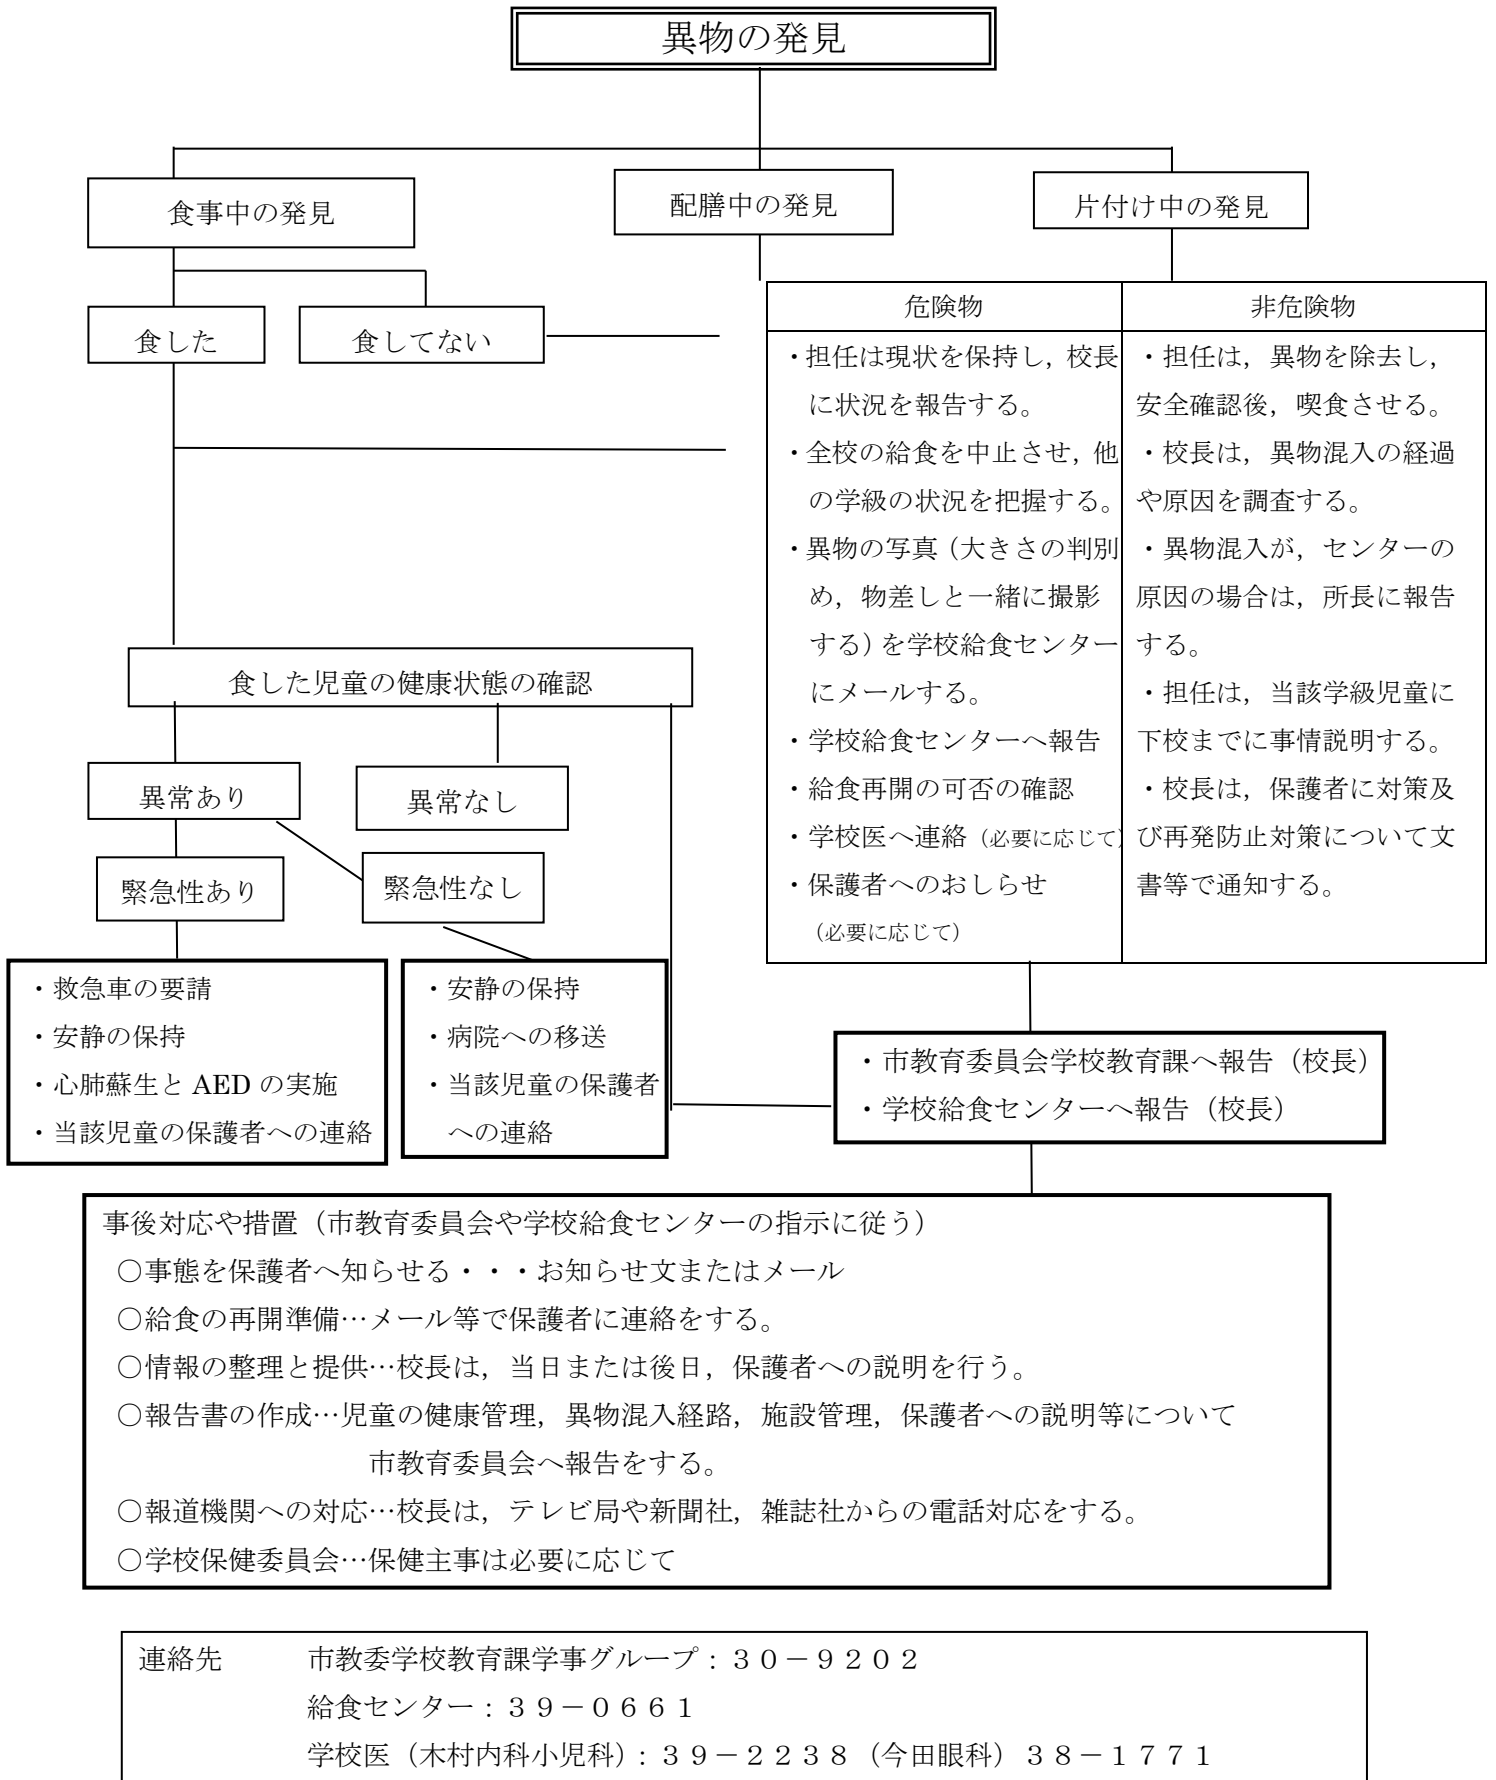 異物の発見
食事中の発見
配膳中の発見
片付け中の発見
食した
食してない
危険物
・担任は現状を保持し，校長
に状況を報告する。
・全校の給食を中止させ，他
の学級の状況を把握する。
・異物の写真（大きさの判別
め，物差しと一緒に撮影
する）を学校給食センター
にメールする。
・学校給食センターへ報告
・給食再開の可否の確認
・学校医へ連絡（必要に応じて）
・保護者へのおしらせ
（必要に応じて）
非危険物
・担任は，異物を除去し，
安全確認後，喫食させる。
・校長は，異物混入の経過
や原因を調査する。
・異物混入が，センターの
原因の場合は，所長に報告
する。
・担任は，当該学級児童に
下校までに事情説明する。
・校長は，保護者に対策及
び再発防止対策について文
書等で通知する。
食した児童の健康状態の確認
異常あり
異常なし
緊急性あり
緊急性なし
・救急車の要請
・安静の保持
・心肺蘇生と AED の実施
・当該児童の保護者への連絡
・安静の保持
・病院への移送
・当該児童の保護者
への連絡
・市教育委員会学校教育課へ報告（校長）
・学校給食センターへ報告（校長）
事後対応や措置（市教育委員会や学校給食センターの指示に従う）
○事態を保護者へ知らせる・・・お知らせ文またはメール
○給食の再開準備…メール等で保護者に連絡をする。
○情報の整理と提供…校長は，当日または後日，保護者への説明を行う。
○報告書の作成…児童の健康管理，異物混入経路，施設管理，保護者への説明等について
市教育委員会へ報告をする。
○報道機関への対応…校長は，テレビ局や新聞社，雑誌社からの電話対応をする。
○学校保健委員会…保健主事は必要に応じて
連絡先　市教委学校教育課学事グループ：３０－９２０２
給食センター：３９－０６６１
学校医（木村内科小児科）：３９－２２３８（今田眼科）３８－１７７１